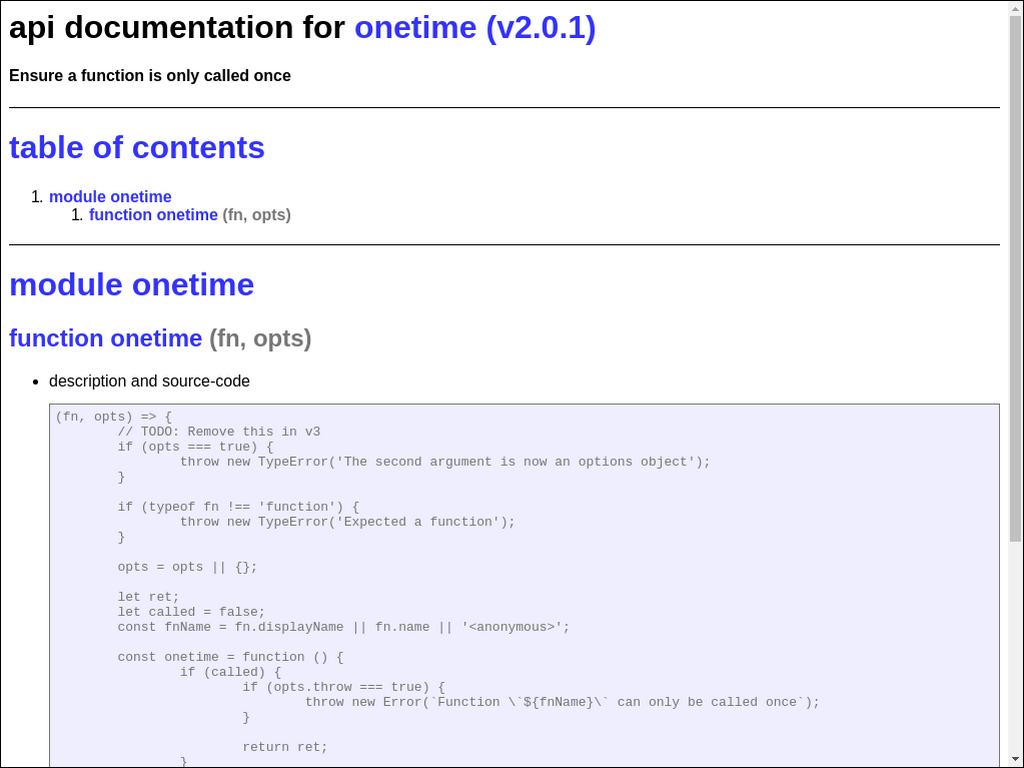 api documentation for onetime (v2.0.1)
Ensure a function is only called once
table of contents
1. module onetime
1. function onetime (fn, opts)
module onetime
function onetime (fn, opts)
• description and source-code
(fn, opts) => {
        // TODO: Remove this in v3
        if (opts === true) {
                throw new TypeError('The second argument is now an options object');
        }

        if (typeof fn !== 'function') {
                throw new TypeError('Expected a function');
        }

        opts = opts || {};

        let ret;
        let called = false;
        const fnName = fn.displayName || fn.name || '<anonymous>';

        const onetime = function () {
                if (called) {
                        if (opts.throw === true) {
                                throw new Error(`Function \`${fnName}\` can only be called once`);
                        }

                        return ret;
                }